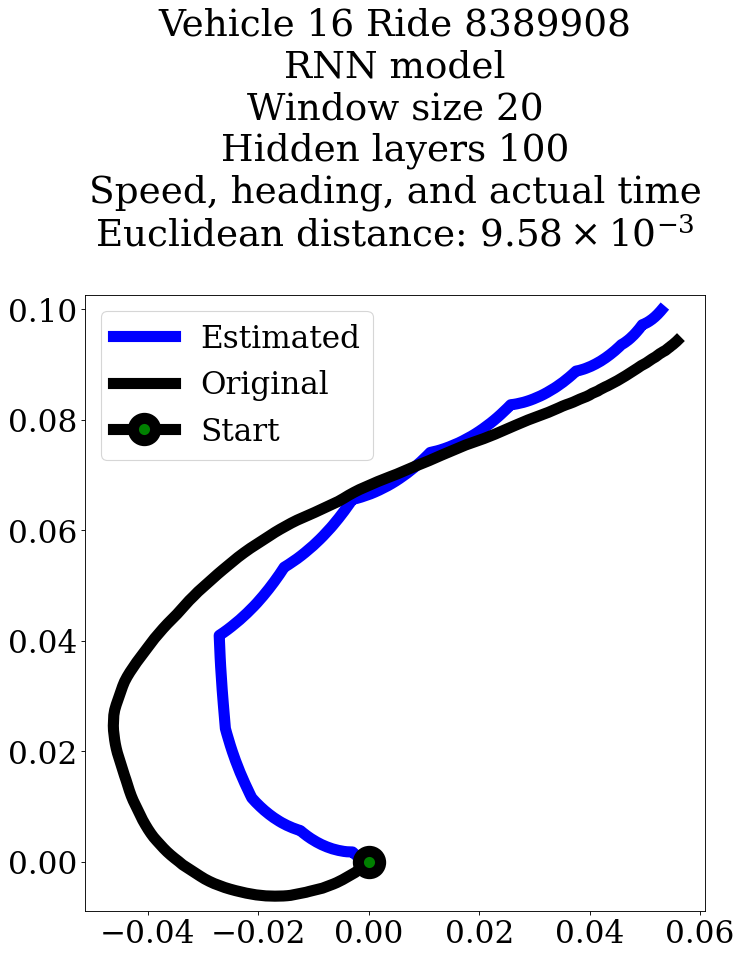 Vehicle 16 Ride 8389908
RNN model
Window size 20
Hidden layers 100
Speed, heading, and actual time
Euclidean distance: 9.58 × 10⁻³
0.10
0.08
0.06
0.04
0.02
0.00
Estimated
Original
Start
−0.04 −0.02 0.00 0.02 0.04 0.06